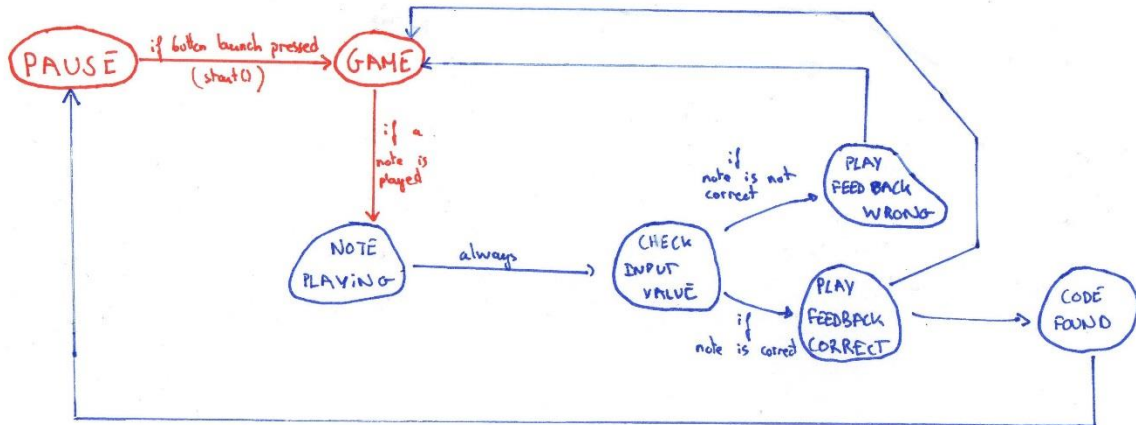 PAUSE
if button launch pressed
(start())
GAME
if a
note is
played
NOTE
PLAYING
always
CHECK
INPUT
VALUE
if
note is not
correct
PLAY
FEEDBACK
WRONG
if
note is correct
PLAY
FEEDBACK
CORRECT
CODE
FOUND